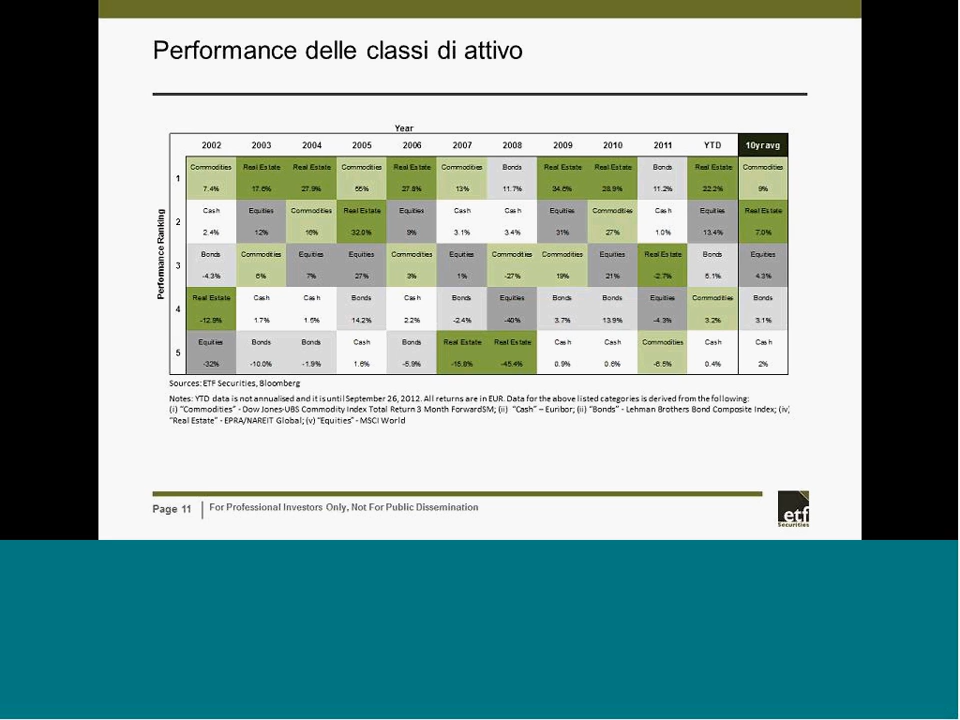 Performance delle classi di attivo
Year
2002 2003 2004 2005 2006 2007 2008 2009 2010 2011 YTD 10yr avg
Performance Ranking
1
Commodities Real Estate Real Estate Commodities Real Estate Commodities Bonds Real Estate Real Estate Bonds Real Estate Commodities
7.4% 17.6% 27.9% 55% 27.8% 13% 11.7% 34.6% 28.9% 11.2% 22.2% 9%
2
Cash Equities Commodities Real Estate Equities Cash Cash Equities Commodities Cash Equities Real Estate
2.4% 12% 16% 32.0% 9% 3.1% 3.4% 31% 27% 1.0% 13.4% 7.0%
3
Bonds Commodities Equities Equities Commodities Equities Commodities Commodities Equities Real Estate Bonds Equities
-4.3% 6% 7% 27% 3% 1% -27% 19% 21% -2.7% 5.1% 4.3%
4
Real Estate Cash Cash Bonds Cash Bonds Equities Bonds Bonds Equities Commodities Bonds
-12.9% 1.7% 1.5% 14.2% 2.2% -2.4% -40% 3.7% 13.9% -4.3% 3.2% 3.1%
5
Equities Bonds Bonds Cash Bonds Real Estate Real Estate Cash Cash Commodities Cash Cash
-32% -10.0% -1.9% 1.6% -5.9% -15.8% -45.4% 0.9% 0.6% -6.5% 0.4% 2%
Sources: ETF Securities, Bloomberg
Notes: YTD data is not annualised and it is until September 26, 2012. All returns are in EUR. Data for the above listed categories is derived from the following:
(i) "Commodities" - Dow Jones-UBS Commodity Index Total Return 3 Month ForwardSM; (ii) "Cash" – Euribor; (ii) "Bonds" - Lehman Brothers Bond Composite Index; (iv)
"Real Estate" - EPRA/NAREIT Global; (v) "Equities" - MSCI World
Page 11
For Professional Investors Only, Not For Public Dissemination
etf
Securities